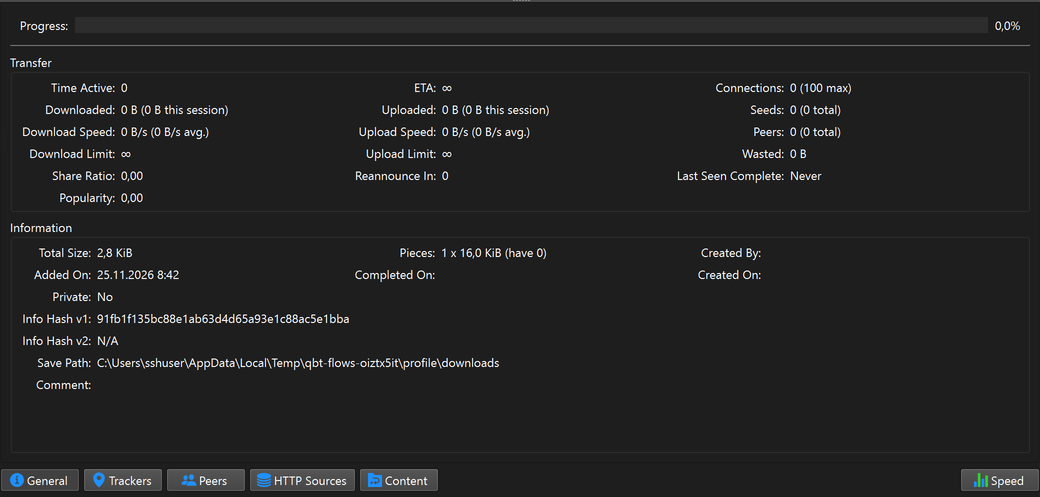 Progress: 0,0%
Transfer
Time Active: 0 ETA: ∞ Connections: 0 (100 max)
Downloaded: 0 B (0 B this session) Uploaded: 0 B (0 B this session) Seeds: 0 (0 total)
Download Speed: 0 B/s (0 B/s avg.) Upload Speed: 0 B/s (0 B/s avg.) Peers: 0 (0 total)
Download Limit: ∞ Upload Limit: ∞ Wasted: 0 B
Share Ratio: 0,00 Reannounce In: 0 Last Seen Complete: Never
Popularity: 0,00
Information
Total Size: 2,8 KiB Pieces: 1 x 16,0 KiB (have 0) Created By:
Added On: 25.11.2026 8:42 Completed On: Created On:
Private: No
Info Hash v1: 91fb1f135bc88e1ab63d4d65a93e1c88ac5e1bba
Info Hash v2: N/A
Save Path: C:\Users\sshuser\AppData\Local\Temp\qbt-flows-oiztx5it\profile\downloads
Comment:
General Trackers Peers HTTP Sources Content Speed